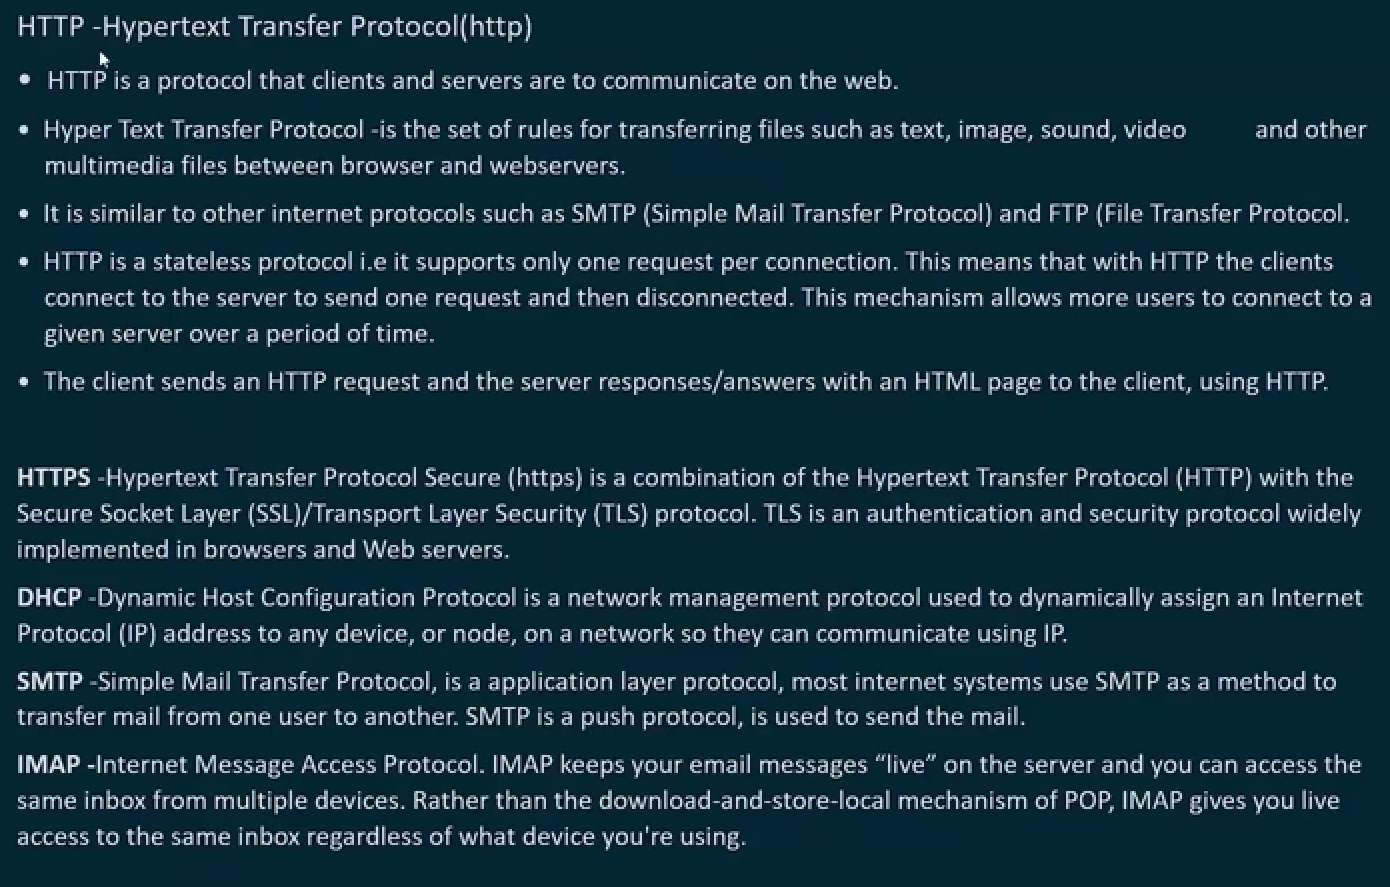 HTTP -Hypertext Transfer Protocol(http)
• HTTP is a protocol that clients and servers are to communicate on the web.
• Hyper Text Transfer Protocol -is the set of rules for transferring files such as text, image, sound, video and other
multimedia files between browser and webservers.
• It is similar to other internet protocols such as SMTP (Simple Mail Transfer Protocol) and FTP (File Transfer Protocol.
• HTTP is a stateless protocol i.e it supports only one request per connection. This means that with HTTP the clients
connect to the server to send one request and then disconnected. This mechanism allows more users to connect to a
given server over a period of time.
• The client sends an HTTP request and the server responses/answers with an HTML page to the client, using HTTP.
HTTPS -Hypertext Transfer Protocol Secure (https) is a combination of the Hypertext Transfer Protocol (HTTP) with the
Secure Socket Layer (SSL)/Transport Layer Security (TLS) protocol. TLS is an authentication and security protocol widely
implemented in browsers and Web servers.
DHCP -Dynamic Host Configuration Protocol is a network management protocol used to dynamically assign an Internet
Protocol (IP) address to any device, or node, on a network so they can communicate using IP.
SMTP -Simple Mail Transfer Protocol, is a application layer protocol, most internet systems use SMTP as a method to
transfer mail from one user to another. SMTP is a push protocol, is used to send the mail.
IMAP -Internet Message Access Protocol. IMAP keeps your email messages “live” on the server and you can access the
same inbox from multiple devices. Rather than the download-and-store-local mechanism of POP, IMAP gives you live
access to the same inbox regardless of what device you're using.